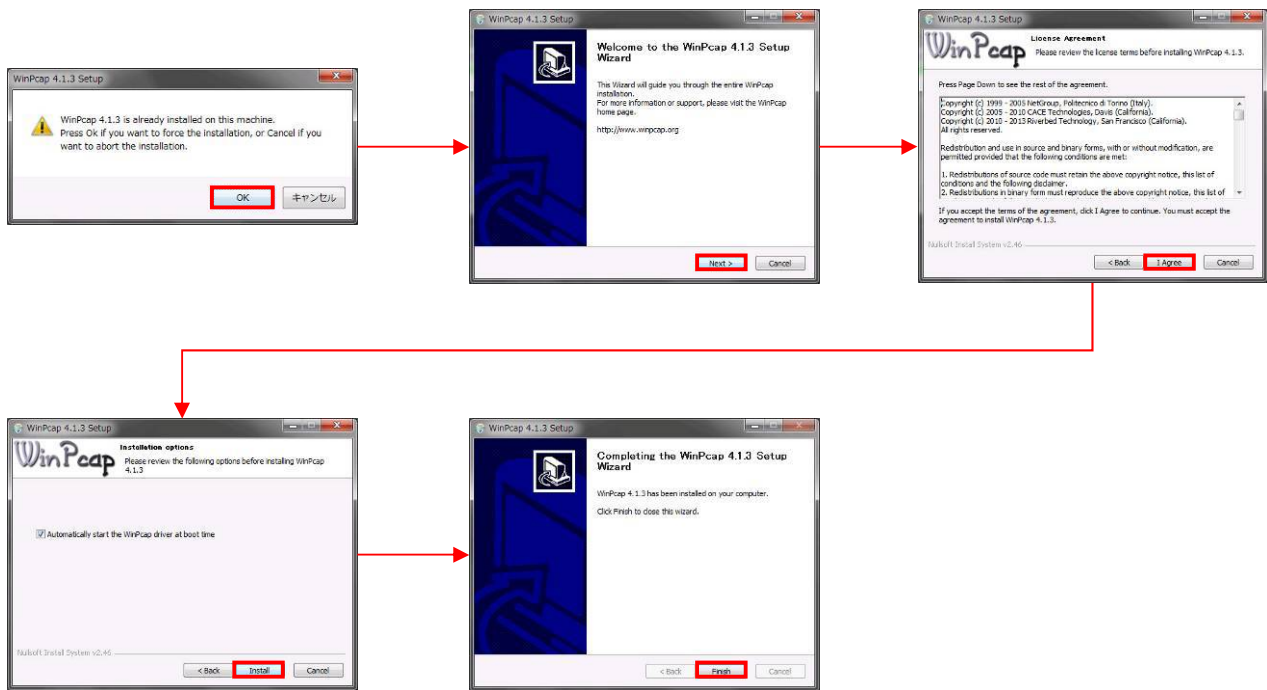 WinPcap 4.1.3 Setup
WinPcap 4.1.3 is already installed on this machine.
Press Ok if you want to force the installation, or Cancel if you
want to abort the installation.
OK
キャンセル
WinPcap 4.1.3 Setup
Welcome to the WinPcap 4.1.3 Setup
Wizard
This Wizard will guide you through the entire WinPcap
installation.
For more information or support, please visit the WinPcap
home page.
http://www.winpcap.org
Next >
Cancel
WinPcap 4.1.3 Setup
WinPcap
License Agreement
Please review the license terms before installing WinPcap 4.1.3.
Press Page Down to see the rest of the agreement.
Copyright (c) 1999 - 2005 NetGroup, Politecnico di Torino (Italy).
Copyright (c) 2005 - 2010 CACE Technologies, Davis (California).
Copyright (c) 2010 - 2013 Riverbed Technology, San Francisco (California).
All rights reserved.
Redistribution and use in source and binary forms, with or without modification, are
permitted provided that the following conditions are met:
1. Redistributions of source code must retain the above copyright notice, this list of
conditions and the following disclaimer.
2. Redistributions in binary form must reproduce the above copyright notice, this list of
If you accept the terms of the agreement, click I Agree to continue. You must accept the
agreement to install WinPcap 4.1.3.
Nullsoft Install System v2.46
< Back
I Agree
Cancel
WinPcap 4.1.3 Setup
WinPcap
Installation options
Please review the following options before installing WinPcap
4.1.3
Automatically start the WinPcap driver at boot time
Nullsoft Install System v2.46
< Back
Install
Cancel
WinPcap 4.1.3 Setup
Completing the WinPcap 4.1.3 Setup
Wizard
WinPcap 4.1.3 has been installed on your computer.
Click Finish to close this wizard.
< Back
Finish
Cancel